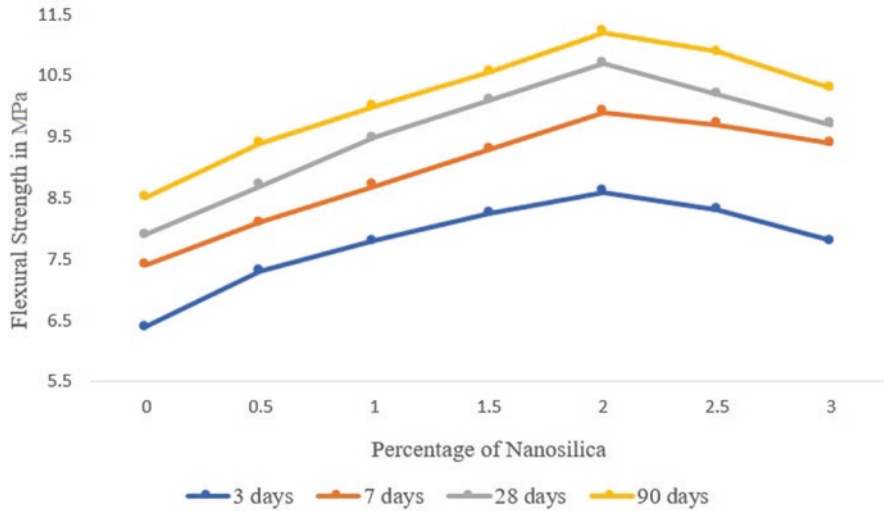 Flexural Strength in MPa
11.5
10.5
9.5
8.5
7.5
6.5
5.5
0 0.5 1 1.5 2 2.5 3
Percentage of Nanosilica
3 days 7 days 28 days 90 days